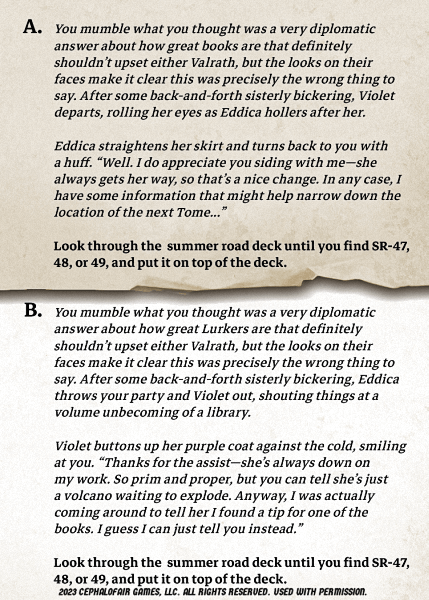 A. You mumble what you thought was a very diplomatic
answer about how great books are that definitely
shouldn't upset either Valrath, but the looks on their
faces make it clear this was precisely the wrong thing to
say. After some back-and-forth sisterly bickering, Violet
departs, rolling her eyes as Eddica hollers after her.
Eddica straightens her skirt and turns back to you with
a huff. “Well. I do appreciate you siding with me—she
always gets her way, so that's a nice change. In any case, I
have some information that might help narrow down the
location of the next Tome...”
Look through the summer road deck until you find SR-47,
48, or 49, and put it on top of the deck.
B. You mumble what you thought was a very diplomatic
answer about how great Lurkers are that definitely
shouldn't upset either Valrath, but the looks on their
faces make it clear this was precisely the wrong thing to
say. After some back-and-forth sisterly bickering, Eddica
throws your party and Violet out, shouting things at a
volume unbecoming of a library.
Violet buttons up her purple coat against the cold, smiling
at you. “Thanks for the assist—she's always down on
my work. So prim and proper, but you can tell she's just
a volcano waiting to explode. Anyway, I was actually
coming around to tell her I found a tip for one of the
books. I guess I can just tell you instead.”
Look through the summer road deck until you find SR-47,
48, or 49, and put it on top of the deck.
2023 CEPHALOFAIR GAMES, LLC. ALL RIGHTS RESERVED. USED WITH PERMISSION.